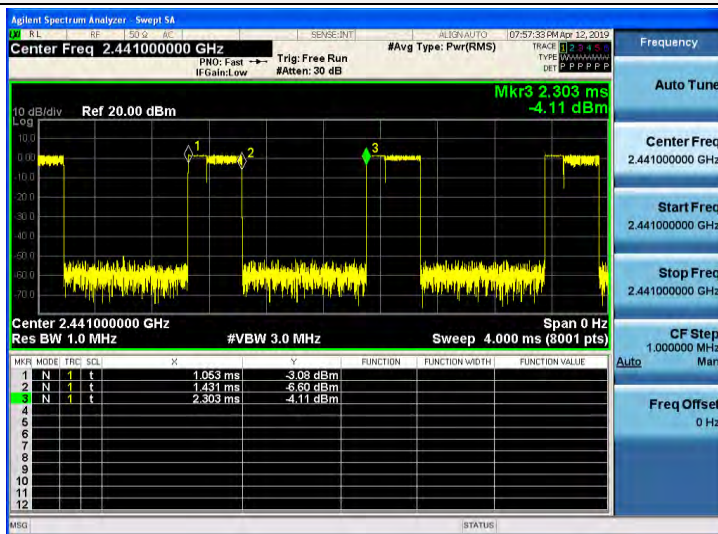 Agilent Spectrum Analyzer - Swept SA
LXI RL RF 50 Ω AC SENSE:INT ALIGN AUTO 07:57:33 PM Apr 12, 2019
Center Freq 2.441000000 GHz #Avg Type: Pwr(RMS) TRACE 1 2 3 4 5 6
PNO: Fast Trig: Free Run TYPE WWWWWW
IFGain:Low #Atten: 30 dB DET P P P P P P
Mkr3 2.303 ms
10 dB/div Ref 20.00 dBm -4.11 dBm
Log
10.0
0.00
-10.0
-20.0
-30.0
-40.0
-50.0
-60.0
-70.0
1
2
3
Center 2.441000000 GHz Span 0 Hz
Res BW 1.0 MHz #VBW 3.0 MHz Sweep 4.000 ms (8001 pts)
MKR MODE TRC SCL X Y FUNCTION FUNCTION WIDTH FUNCTION VALUE
1 N 1 t 1.053 ms -3.08 dBm
2 N 1 t 1.431 ms -6.60 dBm
3 N 1 t 2.303 ms -4.11 dBm
4
5
6
7
8
9
10
11
12
MSG STATUS
Frequency
Auto Tune
Center Freq
2.441000000 GHz
Start Freq
2.441000000 GHz
Stop Freq
2.441000000 GHz
CF Step
1.000000 MHz
Auto Man
Freq Offset
0 Hz